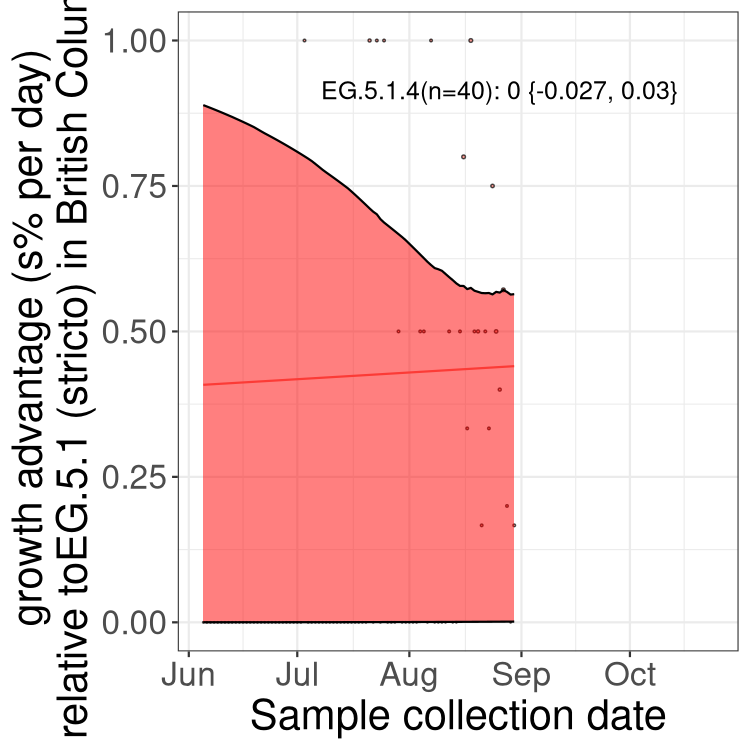 growth advantage (s% per day)
relative toEG.5.1 (stricto) in British Colum
1.00
0.75
0.50
0.25
0.00
EG.5.1.4(n=40): 0 {-0.027, 0.03}
Jun Jul Aug Sep Oct
Sample collection date